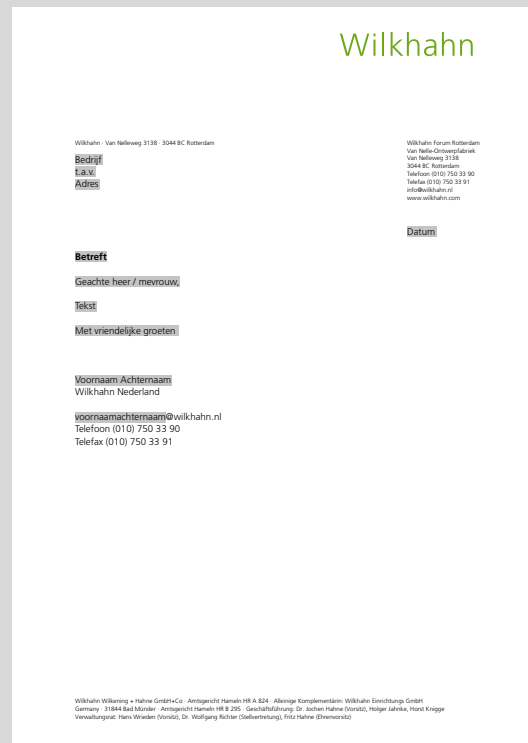 Wilkhahn
Wilkhahn · Van Nelleweg 3138 · 3044 BC Rotterdam
Bedrijf
t.a.v.
Adres
Wilkhahn Forum Rotterdam
Van Nelle-Ontwerpfabriek
Van Nelleweg 3138
3044 BC Rotterdam
Telefoon (010) 750 33 90
Telefax (010) 750 33 91
info@wilkhahn.nl
www.wilkhahn.com
Datum
Betreft
Geachte heer / mevrouw,
Tekst
Met vriendelijke groeten
Voornaam Achternaam
Wilkhahn Nederland
voornaamachternaam@wilkhahn.nl
Telefoon (010) 750 33 90
Telefax (010) 750 33 91
Wilkhahn Wilkening + Hahne GmbH+Co · Amtsgericht Hameln HR A 824 · Alleinige Komplementärin: Wilkhahn Einrichtungs GmbH
Germany · 31844 Bad Münder · Amtsgericht Hameln HR B 295 · Geschäftsführung: Dr. Jochen Hahne (Vorsitz), Holger Jahnke, Horst Knigge
Verwaltungsrat: Hans Wrieden (Vorsitz), Dr. Wolfgang Richter (Stellvertretung), Fritz Hahne (Ehrenvorsitz)